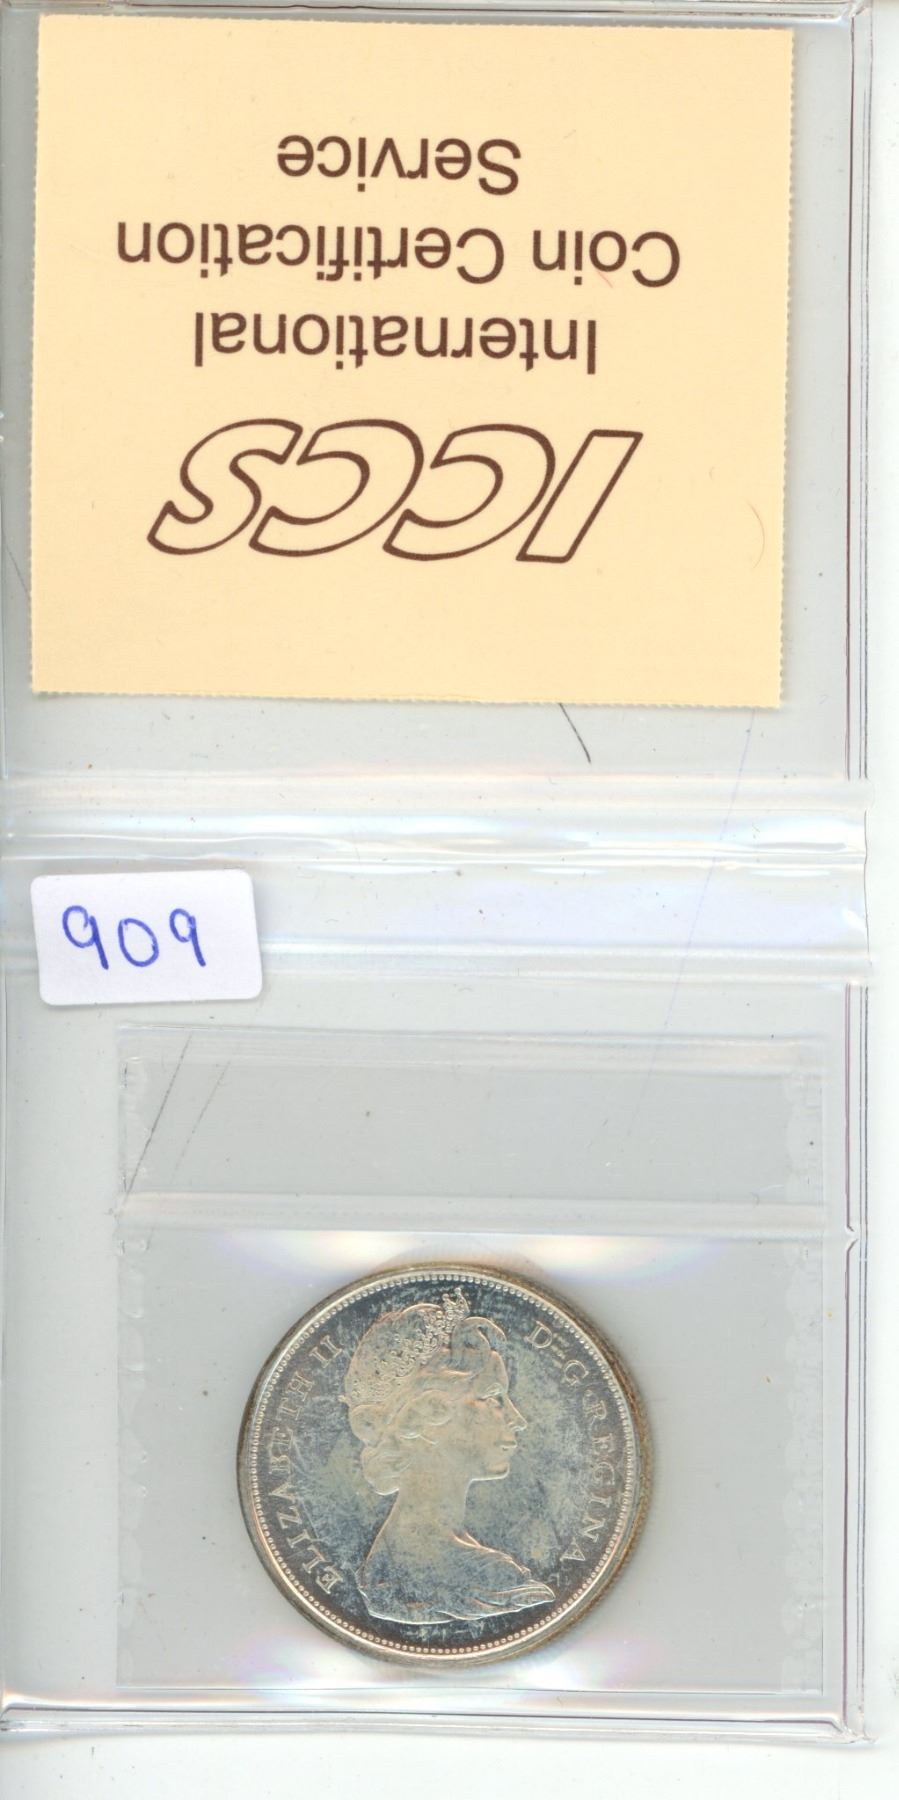 ICCS
International
Coin Certification
Service
909
ELIZABETH II D·G·REGINA